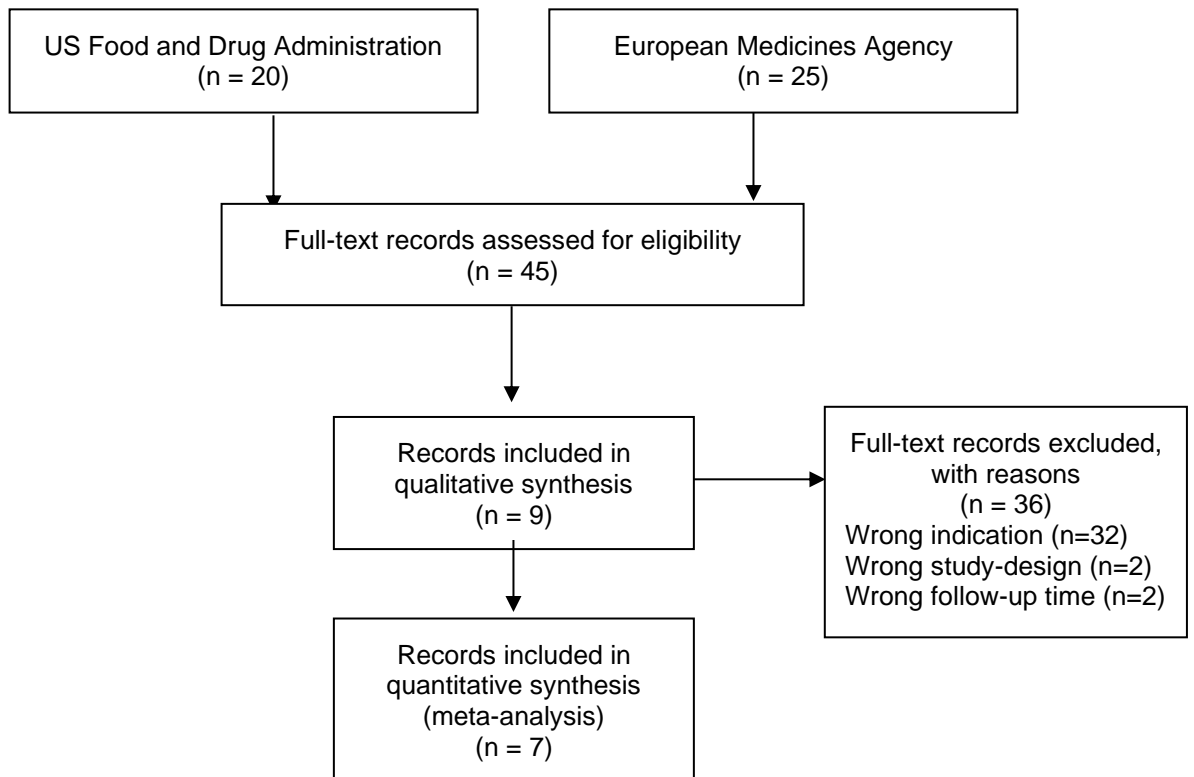 US Food and Drug Administration
(n = 20)
European Medicines Agency
(n = 25)
Full-text records assessed for eligibility
(n = 45)
Records included in
qualitative synthesis
(n = 9)
Full-text records excluded,
with reasons
(n = 36)
Wrong indication (n=32)
Wrong study-design (n=2)
Wrong follow-up time (n=2)
Records included in
quantitative synthesis
(meta-analysis)
(n = 7)